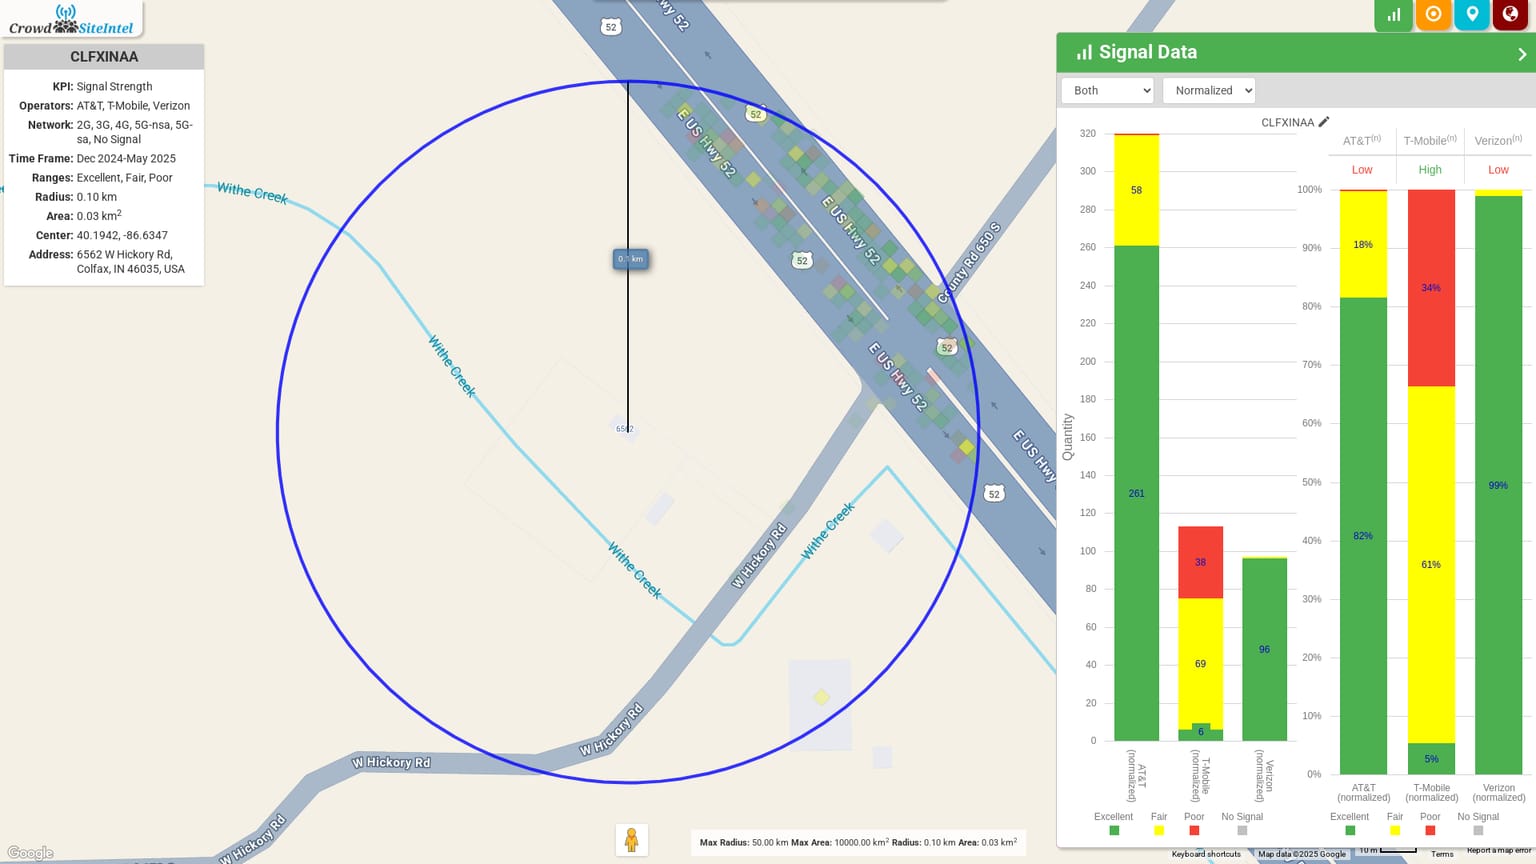 CrowdSiteIntel
CLFXINAA
KPI: Signal Strength
Operators: AT&T, T-Mobile, Verizon
Network: 2G, 3G, 4G, 5G-nsa, 5G-
sa, No Signal
Time Frame: Dec 2024-May 2025
Ranges: Excellent, Fair, Poor
Radius: 0.10 km
Area: 0.03 km2
Center: 40.1942, -86.6347
Address: 6562 W Hickory Rd,
Colfax, IN 46035, USA
52
Hwy 52
52
E US Hwy 52
E US Hwy 52
52
County Rd 650 S
52
E US Hwy 52
E US Hwy
52
Withe Creek
Withe Creek
Withe Creek
Withe Creek
0.1 km
6562
W Hickory Rd
W Hickory Rd
W Hickory Rd
W Hickory Rd
Google
Max Radius: 50.00 km Max Area: 10000.00 km2 Radius: 0.10 km Area: 0.03 km2
Signal Data
Both
Normalized
CLFXINAA
320
300
280
260
240
220
200
180
160
140
120
100
80
60
40
20
0
Quantity
58
261
38
69
6
96
AT&T
(normalized)
T-Mobile
(normalized)
Verizon
(normalized)
Excellent
Fair
Poor
No Signal
AT&T(n)
T-Mobile(n)
Verizon(n)
Low
High
Low
100%
90%
80%
70%
60%
50%
40%
30%
20%
10%
0%
18%
82%
34%
61%
5%
99%
AT&T
(normalized)
T-Mobile
(normalized)
Verizon
(normalized)
Excellent
Fair
Poor
No Signal
Keyboard shortcuts
Map data ©2025 Google
10 m
Terms
Report a map error